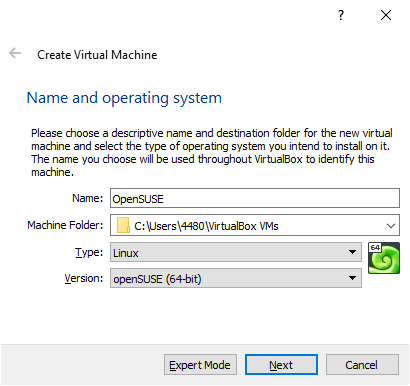 ?
Create Virtual Machine
Name and operating system
Please choose a descriptive name and destination folder for the new virtual
machine and select the type of operating system you intend to install on it.
The name you choose will be used throughout VirtualBox to identify this
machine.
Name: OpenSUSE
Machine Folder: C:\Users\4480\VirtualBox VMs
Type: Linux
64
Version: openSUSE (64-bit)
Expert Mode Next Cancel